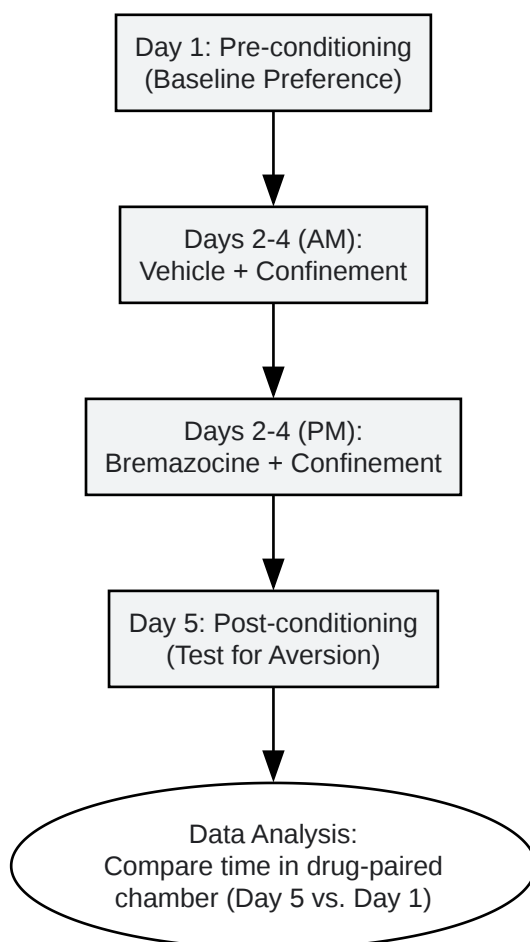 Day 1: Pre-conditioning
(Baseline Preference)
Days 2-4 (AM):
Vehicle + Confinement
Days 2-4 (PM):
Bremazocine + Confinement
Day 5: Post-conditioning
(Test for Aversion)
Data Analysis:
Compare time in drug-paired
chamber (Day 5 vs. Day 1)